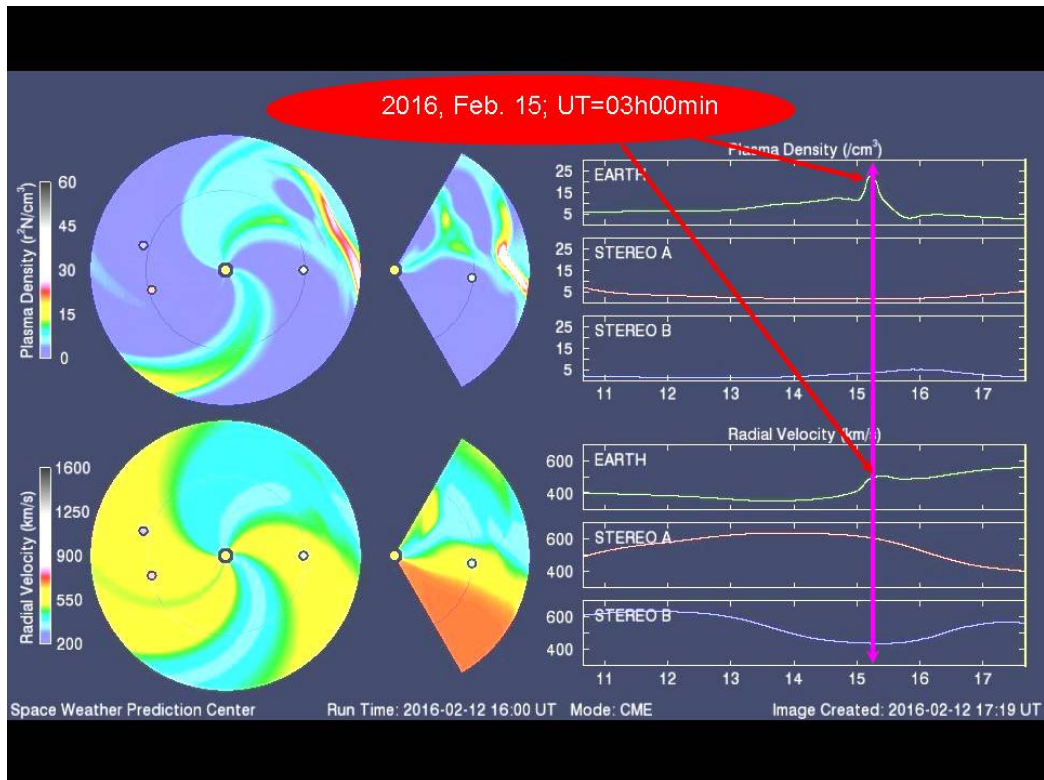 2016, Feb. 15; UT=03h00min
Plasma Density (r²N/cm³)
60
45
30
15
0
Plasma Density (/cm³)
EARTH
25
15
5
STEREO A
25
15
5
STEREO B
25
15
5
11 12 13 14 15 16 17
Radial Velocity (km/s)
1600
1250
900
550
200
Radial Velocity (km/s)
EARTH
600
400
STEREO A
600
400
STEREO B
600
400
11 12 13 14 15 16 17
Space Weather Prediction Center Run Time: 2016-02-12 16:00 UT Mode: CME Image Created: 2016-02-12 17:19 UT